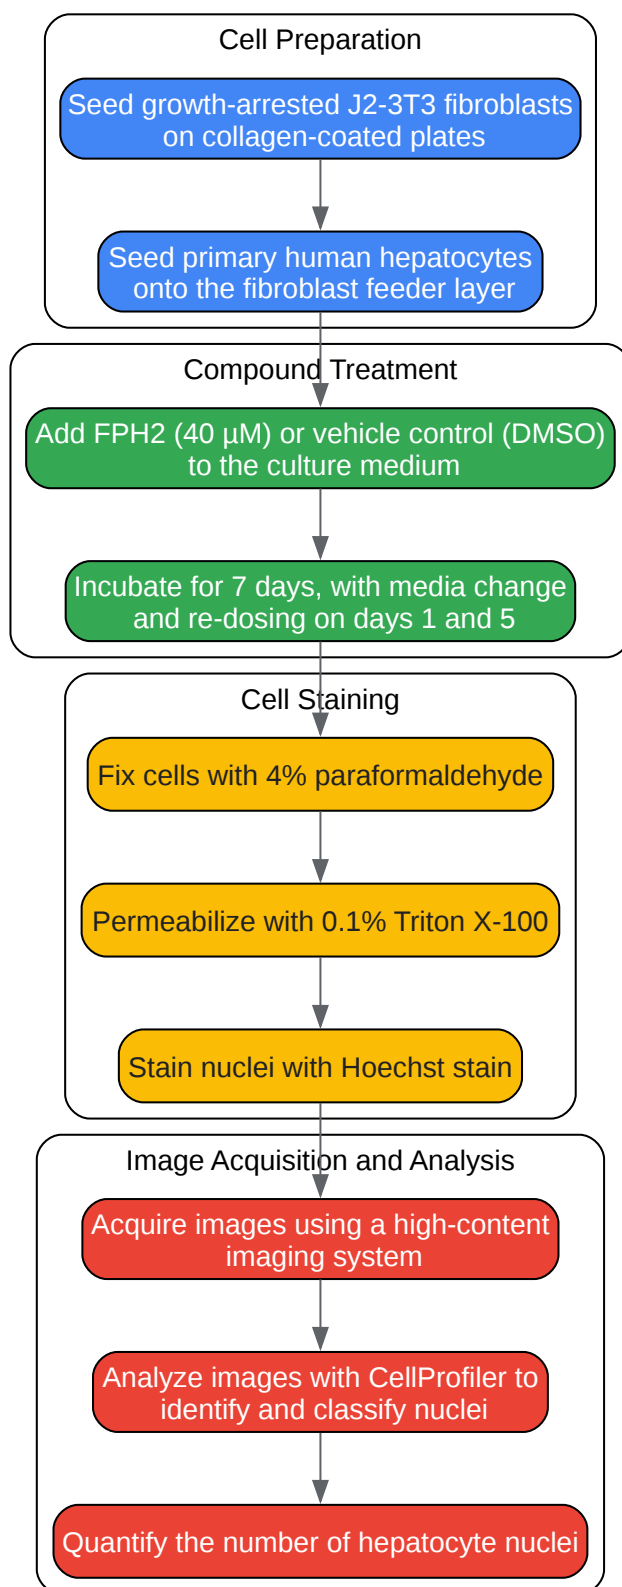 Cell Preparation
Seed growth-arrested J2-3T3 fibroblasts
on collagen-coated plates
Seed primary human hepatocytes
onto the fibroblast feeder layer
Compound Treatment
Add FPH2 (40 µM) or vehicle control (DMSO)
to the culture medium
Incubate for 7 days, with media change
and re-dosing on days 1 and 5
Cell Staining
Fix cells with 4% paraformaldehyde
Permeabilize with 0.1% Triton X-100
Stain nuclei with Hoechst stain
Image Acquisition and Analysis
Acquire images using a high-content
imaging system
Analyze images with CellProfiler to
identify and classify nuclei
Quantify the number of hepatocyte nuclei